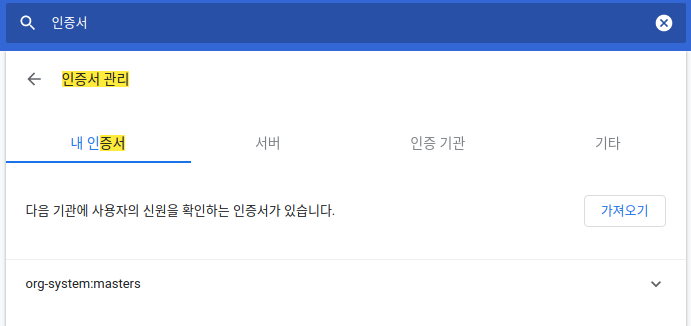 인증서
인증서 관리
내 인증서 서버 인증 기관 기타
다음 기관에 사용자의 신원을 확인하는 인증서가 있습니다. 가져오기
org-system:masters